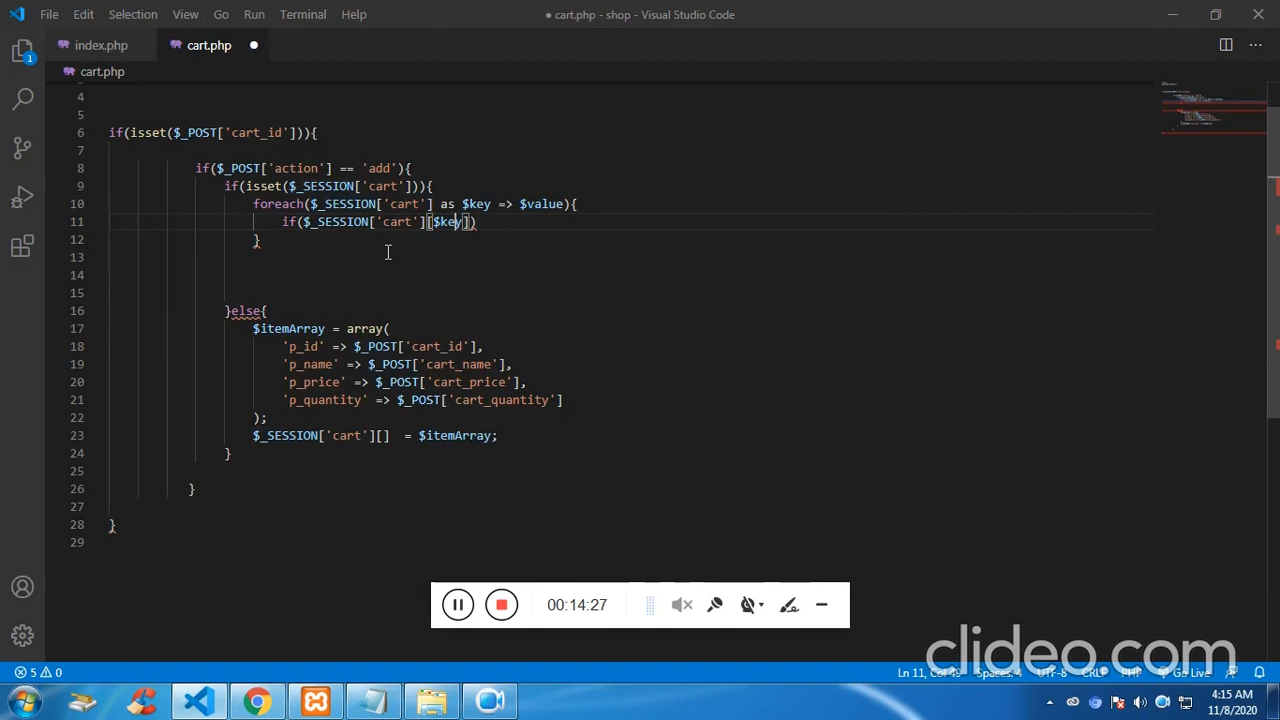 File Edit Selection View Go Run Terminal Help
● cart.php - shop - Visual Studio Code
index.php
cart.php ●
cart.php
4
5
6 if(isset($_POST['cart_id'])){
7
8 if($_POST['action'] == 'add'){
9 if(isset($_SESSION['cart'])){
10 foreach($_SESSION['cart'] as $key => $value){
11 if($_SESSION['cart'][$key])
12 }
13
14
15
16 }else{
17 $itemArray = array(
18 'p_id' => $_POST['cart_id'],
19 'p_name' => $_POST['cart_name'],
20 'p_price' => $_POST['cart_price'],
21 'p_quantity' => $_POST['cart_quantity']
22 );
23 $_SESSION['cart'][] = $itemArray;
24 }
25
26 }
27
28 }
29
1
00:14:27
clideo.com
5 0
Ln 11, Spaces: 4 UTF-8 CRLF PHP Go Live
4:15 AM
11/8/2020